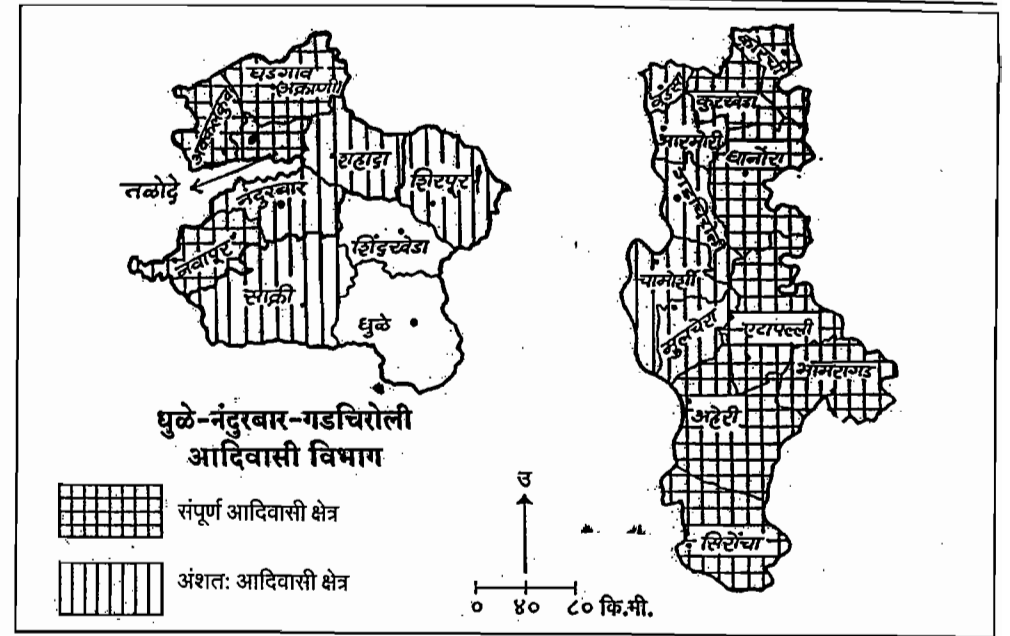 धडगाव
(अक्राणी)
अक्कलकुवा
तळोदे
शहादा
शिरपूर
नंदुरबार
नवापूर
शिंदुखेडा
साक्री
धुळे
कोरची
कुरखेडा
आरमोरी
धानोरा
गडचिरोली
चामोर्शी
मुलचेरा
एटापल्ली
भामरागड
अहेरी
सिरोंचा
धुळे-नंदुरबार-गडचिरोली
आदिवासी विभाग
संपूर्ण आदिवासी क्षेत्र
अंशतः आदिवासी क्षेत्र
उ
० ४० ८० कि.मी.